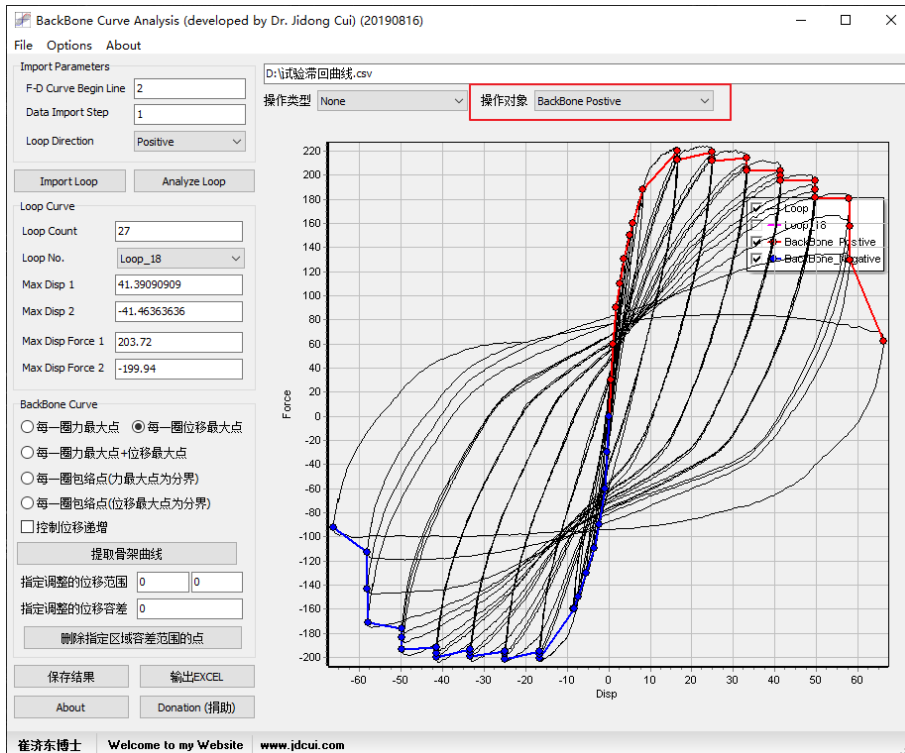 BackBone Curve Analysis (developed by Dr. Jidong Cui) (20190816)
File Options About
Import Parameters
F-D Curve Begin Line 2
Data Import Step 1
Loop Direction Positive
Import Loop Analyze Loop
Loop Curve
Loop Count 27
Loop No. Loop_18
Max Disp 1 41.39090909
Max Disp 2 -41.46363636
Max Disp Force 1 203.72
Max Disp Force 2 -199.94
BackBone Curve
每一圈力最大点 每一圈位移最大点
每一圈力最大点+位移最大点
每一圈包络点(力最大点为分界)
每一圈包络点(位移最大点为分界)
控制位移递增
提取骨架曲线
指定调整的位移范围 0 0
指定调整的位移容差 0
删除指定区域容差范围的点
保存结果 输出EXCEL
About Donation (捐助)
D:\试验滞回曲线.csv
操作类型 None 操作对象 BackBone Postive
220
200
180
160
140
120
100
80
60
40
20
0
-20
-40
-60
-80
-100
-120
-140
-160
-180
-200
Force
Loop
Loop_18
BackBone_Positive
BackBone_Negative
-60 -50 -40 -30 -20 -10 0 10 20 30 40 50 60
Disp
崔济东博士 Welcome to my Website www.jdcui.com